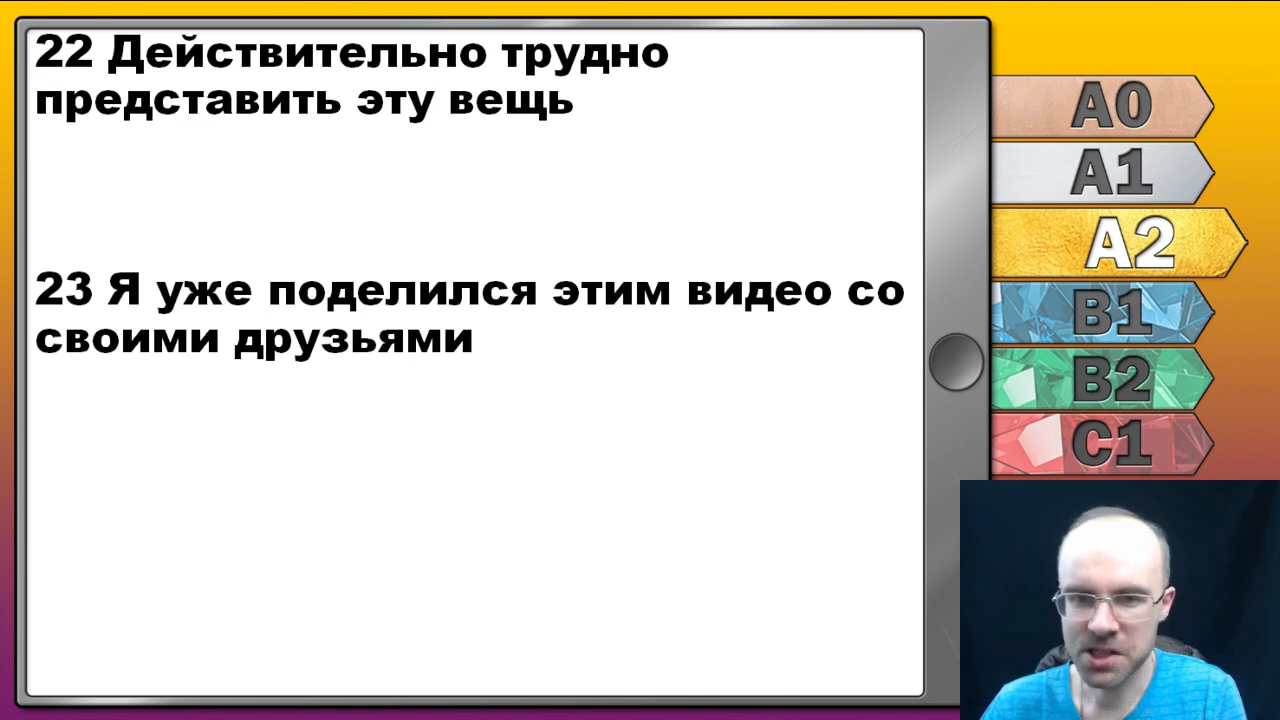 22 Действительно трудно
представить эту вещь
23 Я уже поделился этим видео со
своими друзьями
A0
A1
A2
B1
B2
C1